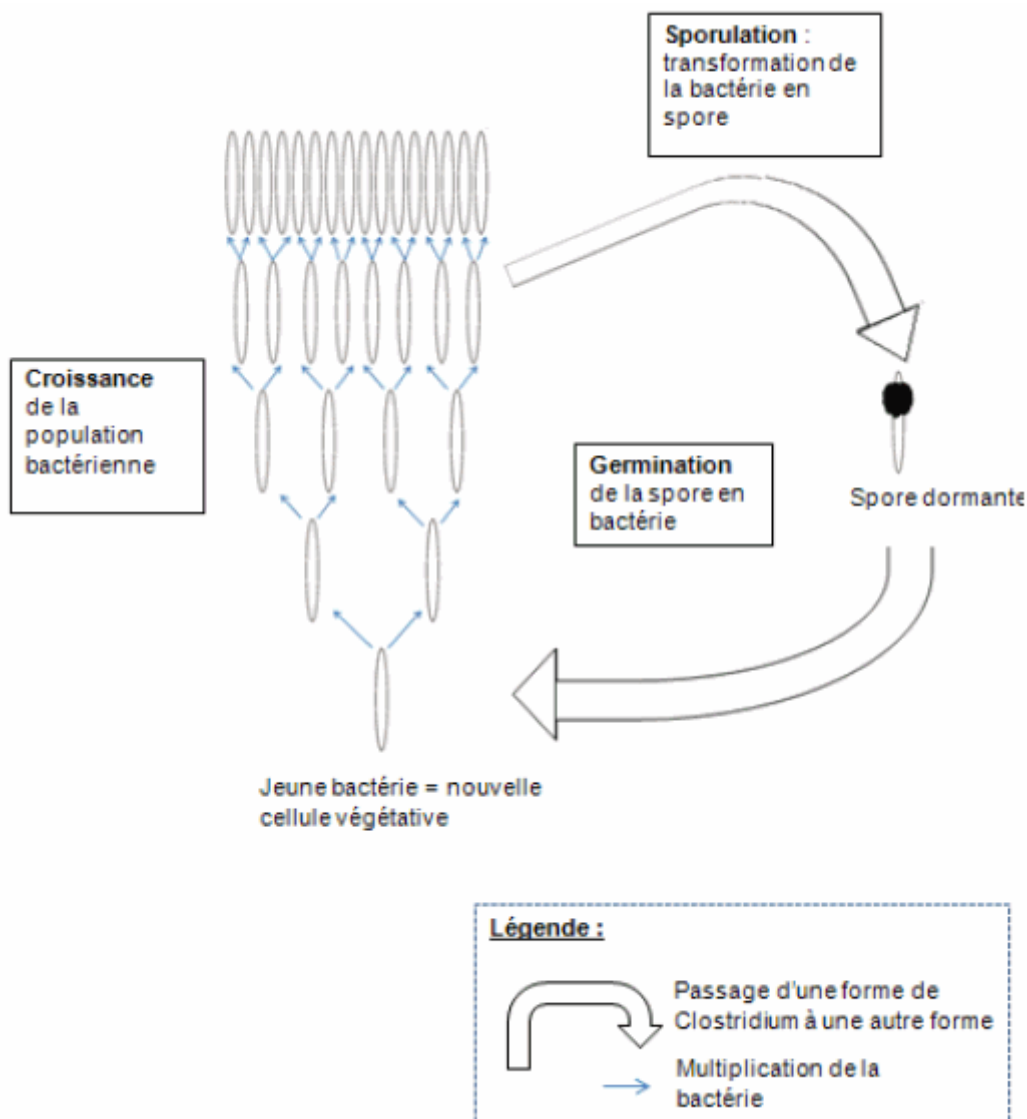 Sporulation :
transformation de
la bactérie en
spore
Croissance
de la
population
bactérienne
Germination
de la spore en
bactérie
Spore dormante
Jeune bactérie = nouvelle
cellule végétative
Légende :
Passage d'une forme de
Clostridium à une autre forme
Multiplication de la
bactérie